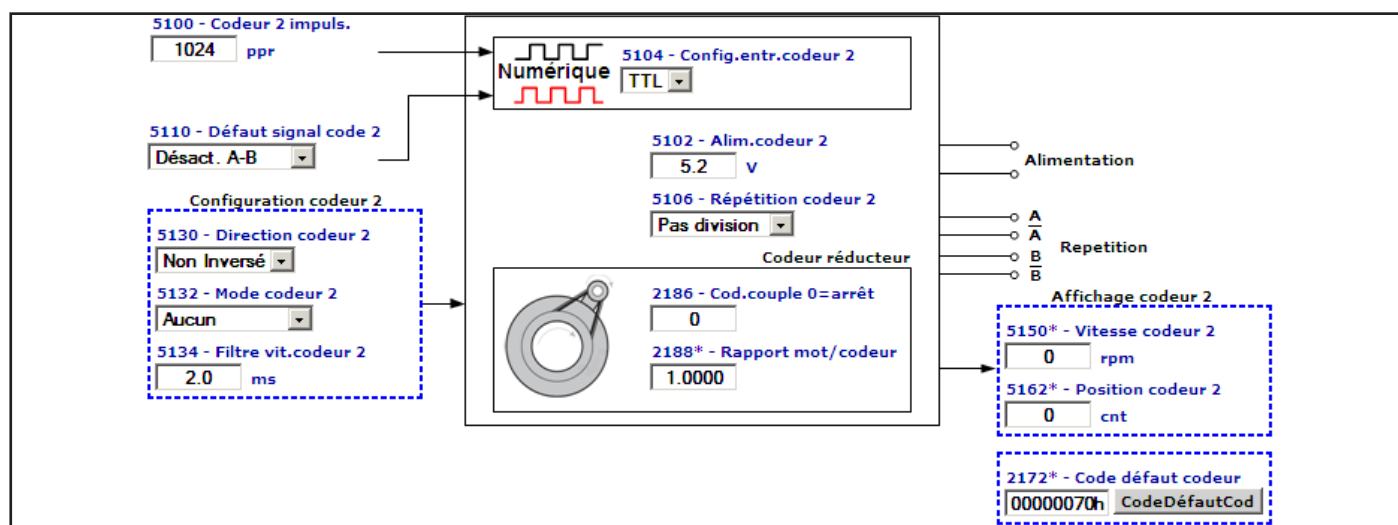 5100 - Codeur 2 impuls.
1024 ppr
5104 - Config.entr.codeur 2
Numérique
TTL
5110 - Défaut signal code 2
Désact. A-B
5102 - Alim.codeur 2
5.2 V
Alimentation
Configuration codeur 2
5106 - Répétition codeur 2
Pas division
A
A
B
B
Repetition
5130 - Direction codeur 2
Non Inversé
Codeur réducteur
5132 - Mode codeur 2
Aucun
2186 - Cod.couple 0=arrêt
0
Affichage codeur 2
5150* - Vitesse codeur 2
0 rpm
5134 - Filtre vit.codeur 2
2.0 ms
2188* - Rapport mot/codeur
1.0000
5162* - Position codeur 2
0 cnt
2172* - Code défaut codeur
00000070h CodeDéfautCod